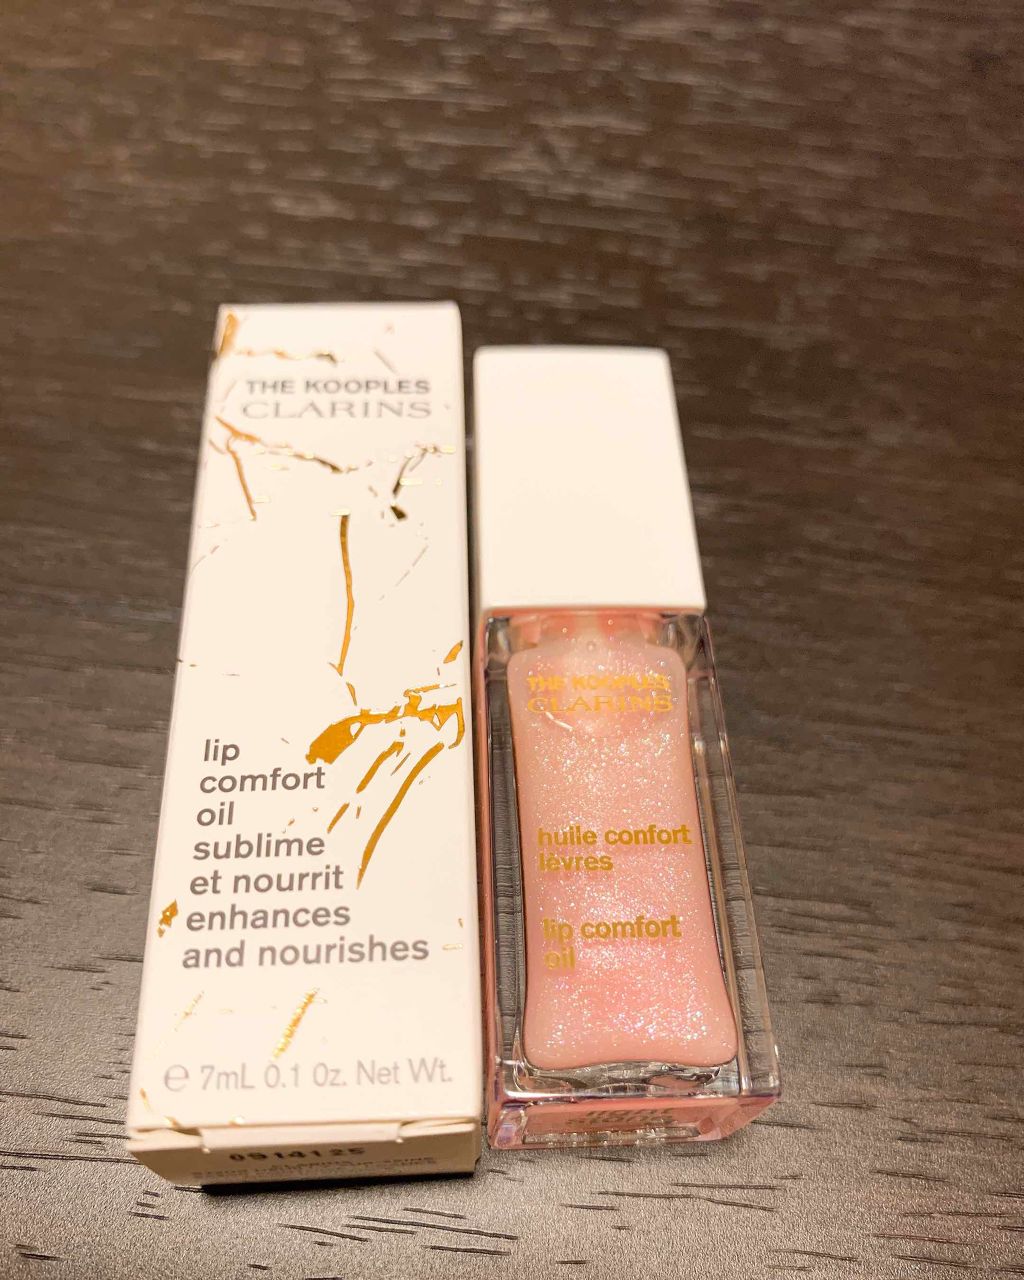 THE KOOPLES
CLARINS
lip
comfort
oil
sublime
et nourrit
enhances
and nourishes
e 7mL 0.1 Oz. Net Wt.
0914125
THE KOOPLES
CLARINS
huile confort
lèvres
lip comfort
oil